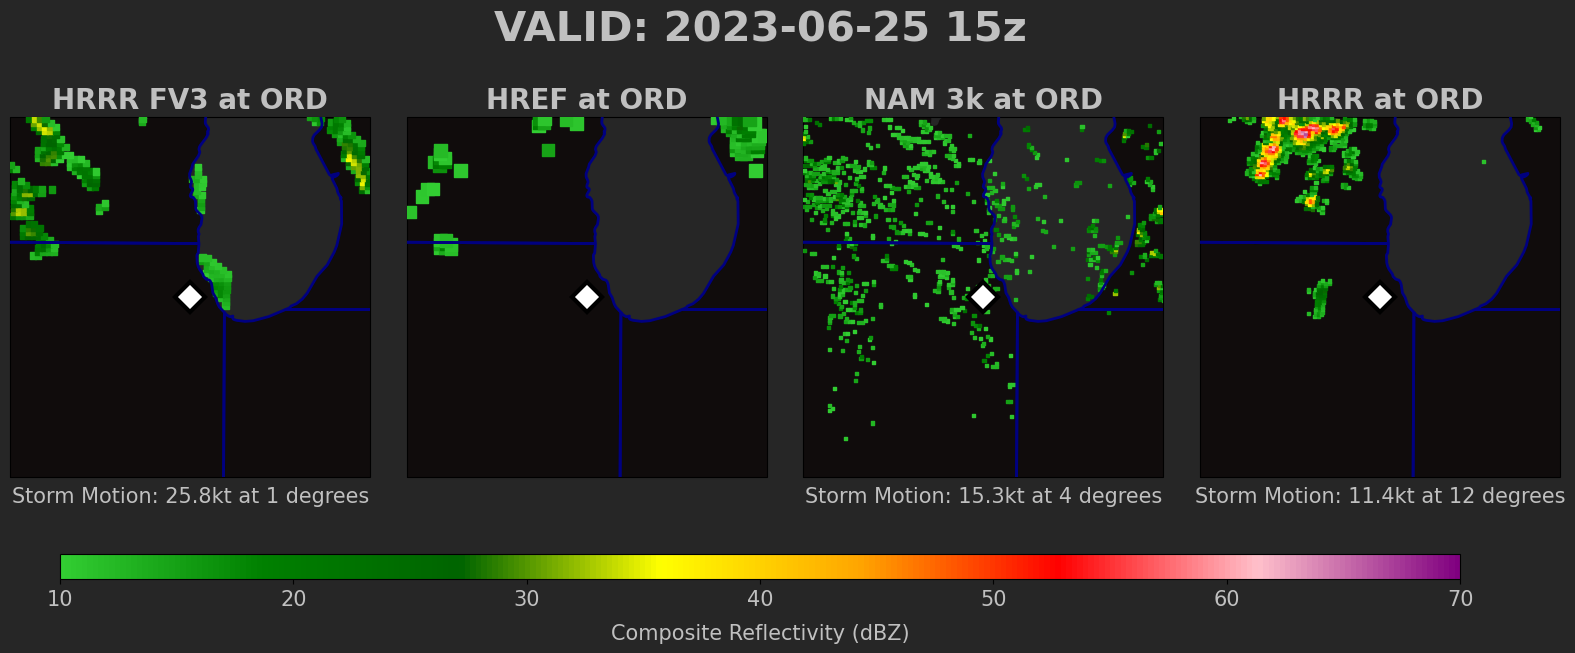 VALID: 2023-06-25 15z
HRRR FV3 at ORD
HREF at ORD
NAM 3k at ORD
HRRR at ORD
Storm Motion: 25.8kt at 1 degrees
Storm Motion: 15.3kt at 4 degrees
Storm Motion: 11.4kt at 12 degrees
10 20 30 40 50 60 70
Composite Reflectivity (dBZ)